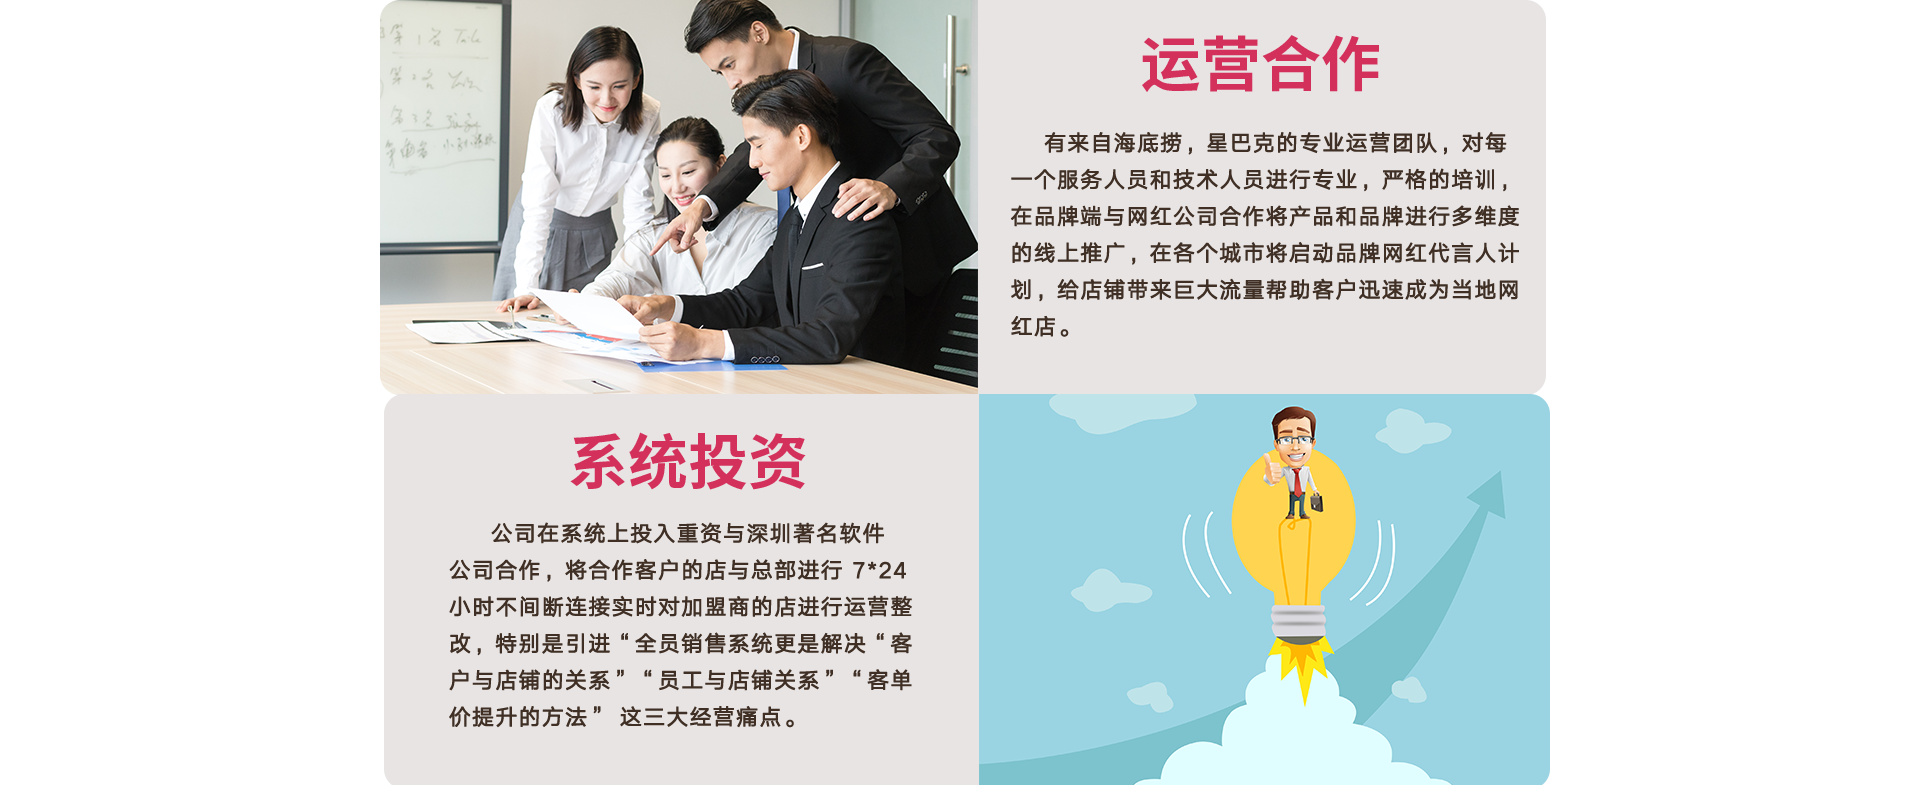 运营合作
有来自海底捞，星巴克的专业运营团队，对每
一个服务人员和技术人员进行专业，严格的培训，
在品牌端与网红公司合作将产品和品牌进行多维度
的线上推广，在各个城市将启动品牌网红代言人计
划，给店铺带来巨大流量帮助客户迅速成为当地网
红店。
系统投资
公司在系统上投入重资与深圳著名软件
公司合作，将合作客户的店与总部进行 7*24
小时不间断连接实时对加盟商的店进行运营整
改，特别是引进“全员销售系统更是解决“客
户与店铺的关系”“员工与店铺关系”“客单
价提升的方法” 这三大经营痛点。